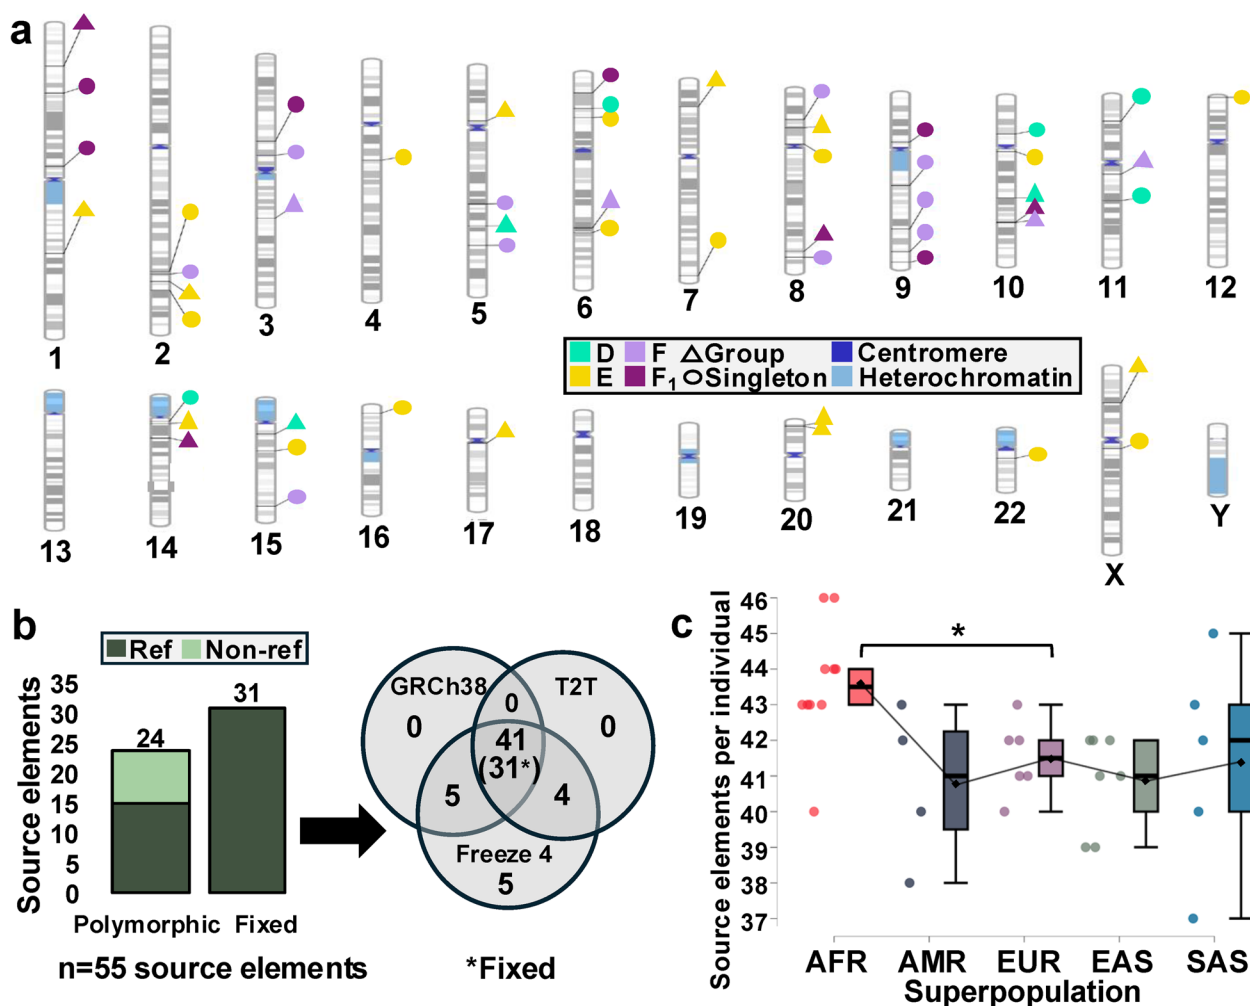 a
1 2 3 4 5 6 7 8 9 10 11 12
D F Group Centromere
E F₁ Singleton Heterochromatin
13 14 15 16 17 18 19 20 21 22 X Y
b
Ref Non-ref
Source elements
35
30
25
20
15
10
5
0
24
31
Polymorphic Fixed
n=55 source elements
GRCh38
T2T
0
0
0
41
(31*)
5
4
Freeze 4
5
*Fixed
c
Source elements per individual
46
45
44
43
42
41
40
39
38
37
*
AFR AMR EUR EAS SAS
Superpopulation